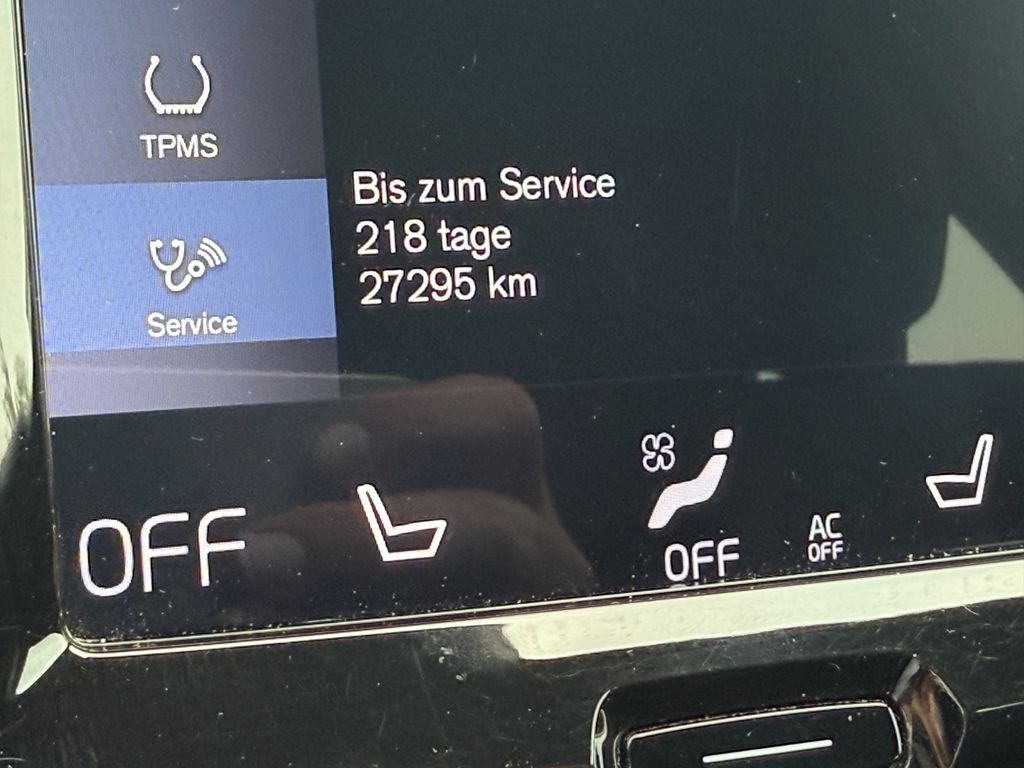 TPMS
Bis zum Service
218 tage
27295 km
Service
OFF
OFF
AC
OFF